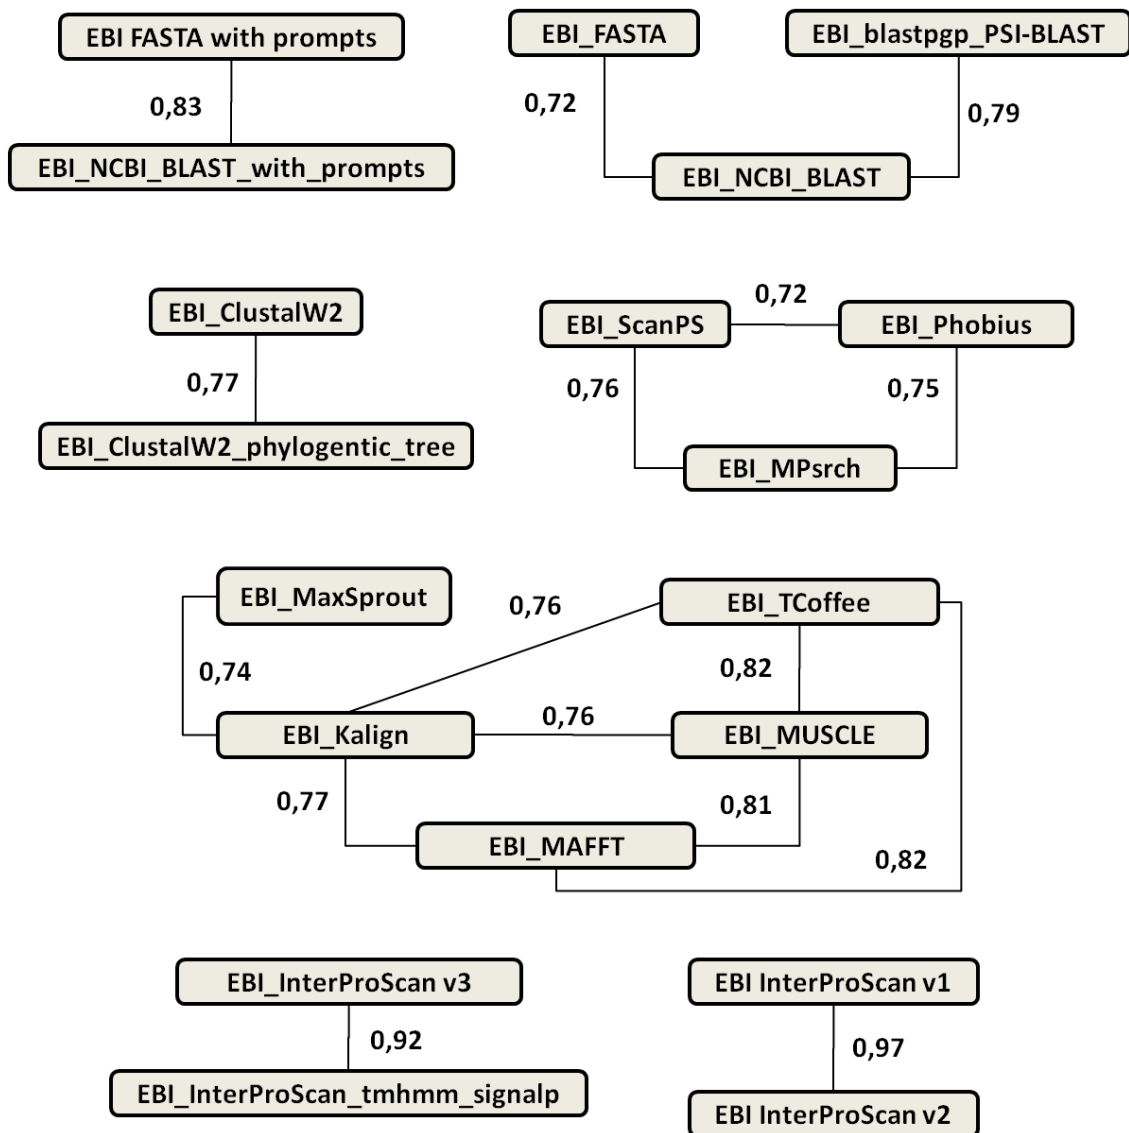 EBI FASTA with prompts
0,83
EBI_NCBI_BLAST_with_prompts
EBI_FASTA
EBI_blastpgp_PSI-BLAST
0,72
0,79
EBI_NCBI_BLAST
EBI_ClustalW2
0,77
EBI_ClustalW2_phylogentic_tree
0,72
EBI_ScanPS
EBI_Phobius
0,76
0,75
EBI_MPsrch
EBI_MaxSprout
0,76
EBI_TCoffee
0,74
0,82
EBI_Kalign
0,76
EBI_MUSCLE
0,77
0,81
EBI_MAFFT
0,82
EBI_InterProScan v3
0,92
EBI_InterProScan_tmhmm_signalp
EBI InterProScan v1
0,97
EBI InterProScan v2